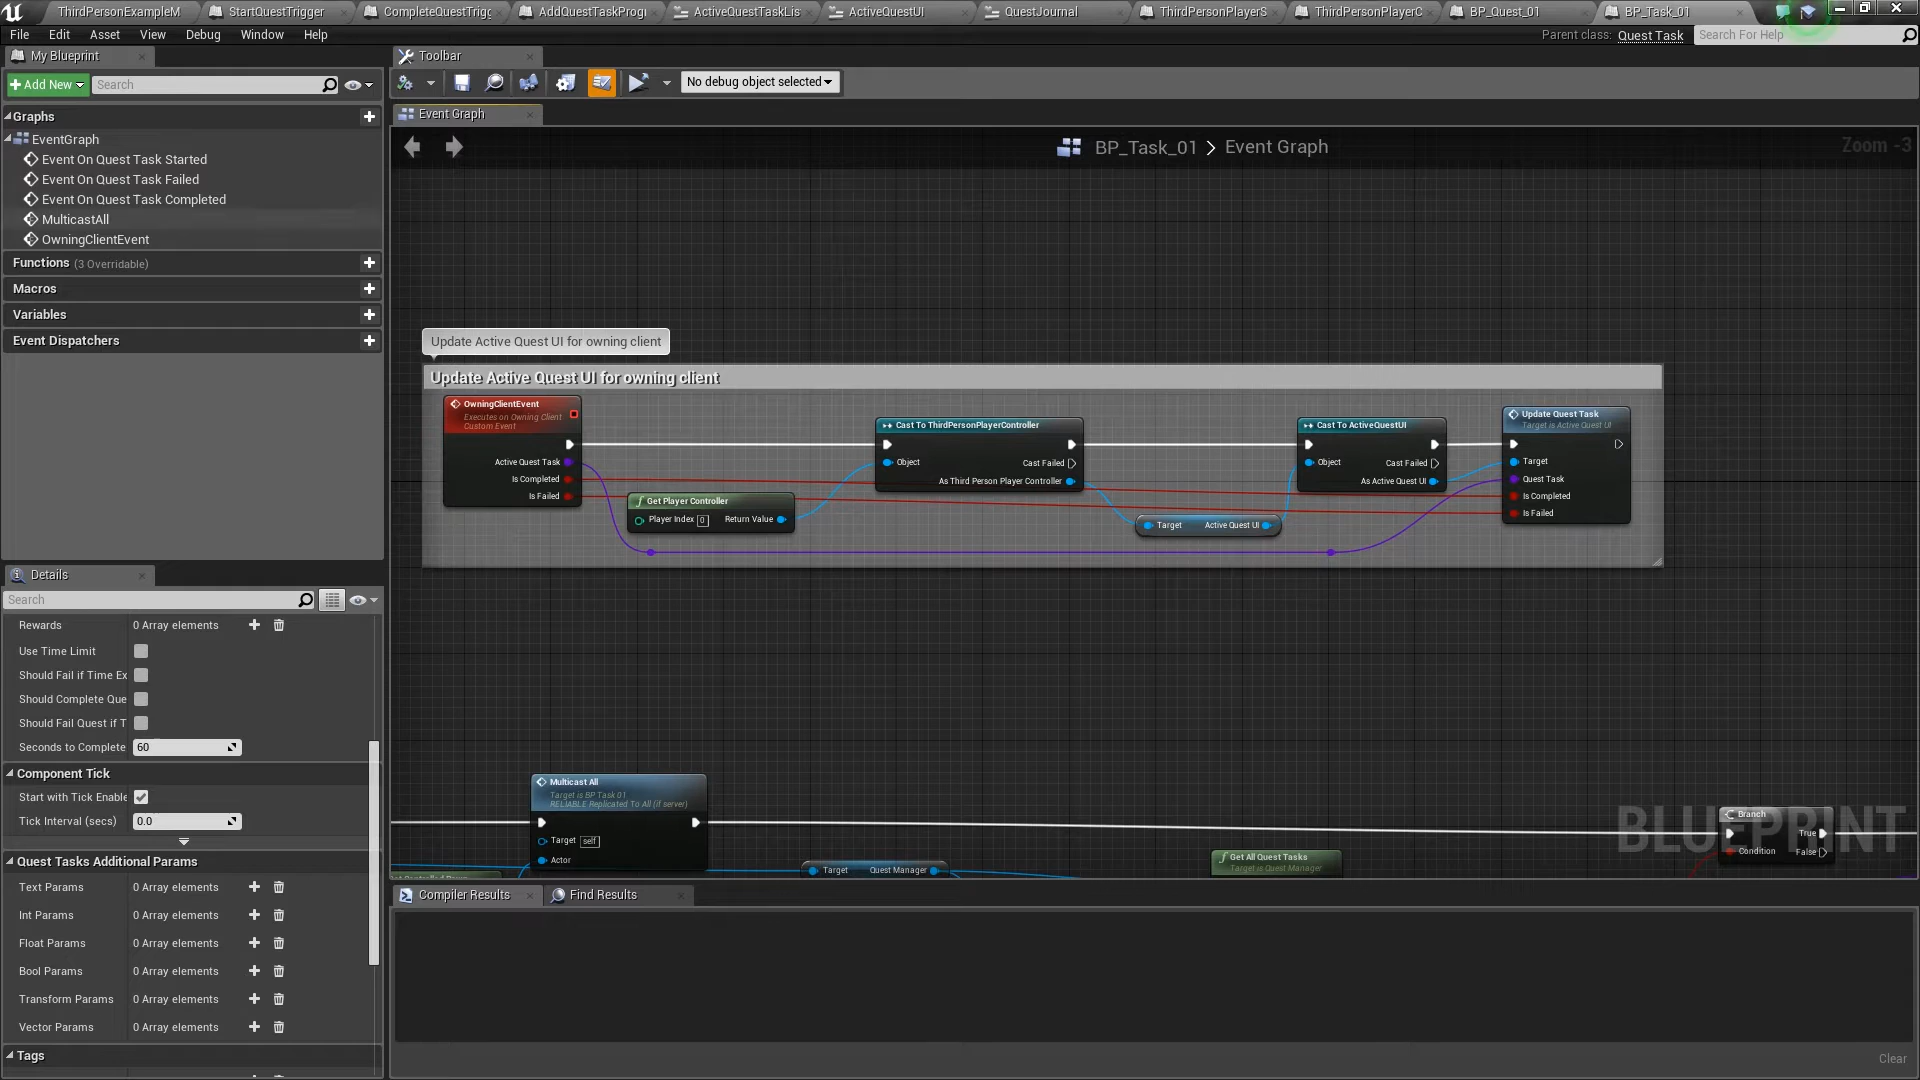 ThirdPersonExampleM
StartQuestTrigger
CompleteQuestTrigg
AddQuestTaskProgr
ActiveQuestTaskLis
ActiveQuestUI
QuestJournal
ThirdPersonPlayerS
ThirdPersonPlayerC
BP_Quest_01
BP_Task_01
File Edit Asset View Debug Window Help
Parent class: Quest Task
Search For Help
My Blueprint
Toolbar
Add New
Search
No debug object selected
Event Graph
Graphs
EventGraph
Event On Quest Task Started
Event On Quest Task Failed
Event On Quest Task Completed
MulticastAll
OwningClientEvent
Functions (3 Overridable)
Macros
Variables
Event Dispatchers
BP_Task_01 > Event Graph
Zoom -3
Update Active Quest UI for owning client
Update Active Quest UI for owning client
OwningClientEvent
Executes on Owning Client
Custom Event
Active Quest Task
Is Completed
Is Failed
Get Player Controller
Player Index 0
Return Value
Cast To ThirdPersonPlayerController
Object
Cast Failed
As Third Person Player Controller
Target
Active Quest UI
Cast To ActiveQuestUI
Object
Cast Failed
As Active Quest UI
Update Quest Task
Target is Active Quest UI
Target
Quest Task
Is Completed
Is Failed
Details
Search
Rewards 0 Array elements
Use Time Limit
Should Fail if Time Ex
Should Complete Que
Should Fail Quest if T
Seconds to Complete 60
Component Tick
Start with Tick Enable
Tick Interval (secs) 0.0
Quest Tasks Additional Params
Text Params 0 Array elements
Int Params 0 Array elements
Float Params 0 Array elements
Bool Params 0 Array elements
Transform Params 0 Array elements
Vector Params 0 Array elements
Tags
Multicast All
Target is BP Task 01
RELIABLE Replicated To All (if server)
Target self
Actor
Target Quest Manager
Get All Quest Tasks
Target is Quest Manager
BLUEPRINT
Branch
True
Condition
False
Compiler Results
Find Results
Clear